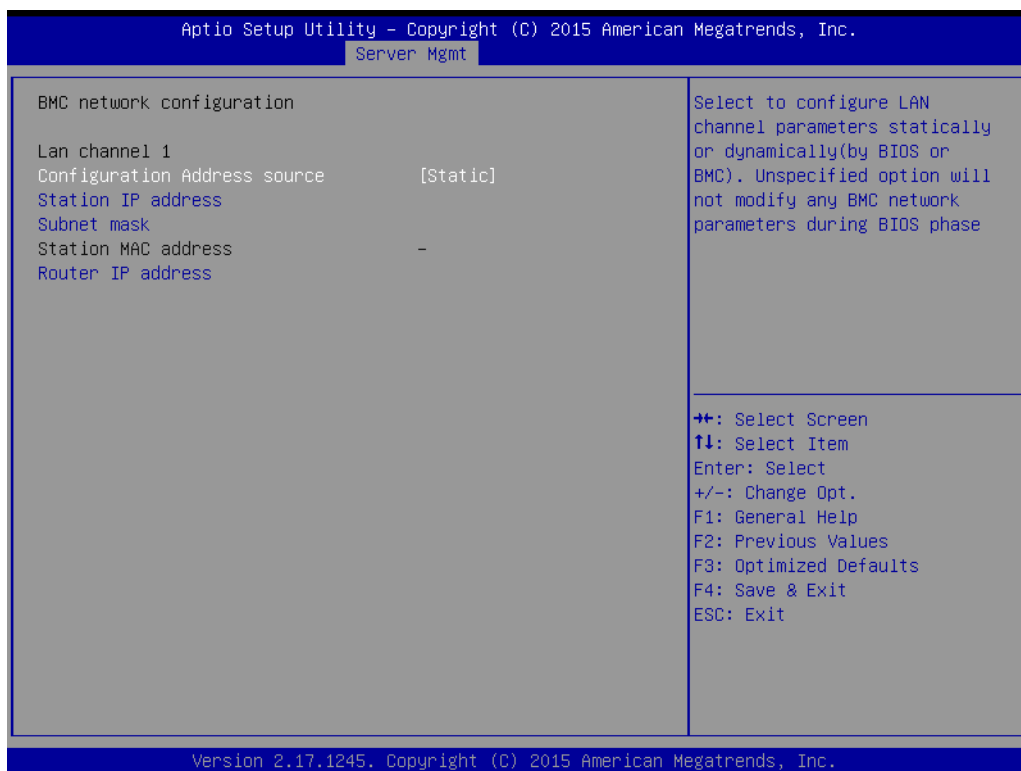 Aptio Setup Utility – Copyright (C) 2015 American Megatrends, Inc.
Server Mgmt
BMC network configuration
Lan channel 1
Configuration Address source [Static]
Station IP address
Subnet mask
Station MAC address –
Router IP address
Select to configure LAN
channel parameters statically
or dynamically(by BIOS or
BMC). Unspecified option will
not modify any BMC network
parameters during BIOS phase
→←: Select Screen
↑↓: Select Item
Enter: Select
+/-: Change Opt.
F1: General Help
F2: Previous Values
F3: Optimized Defaults
F4: Save & Exit
ESC: Exit
Version 2.17.1245. Copyright (C) 2015 American Megatrends, Inc.